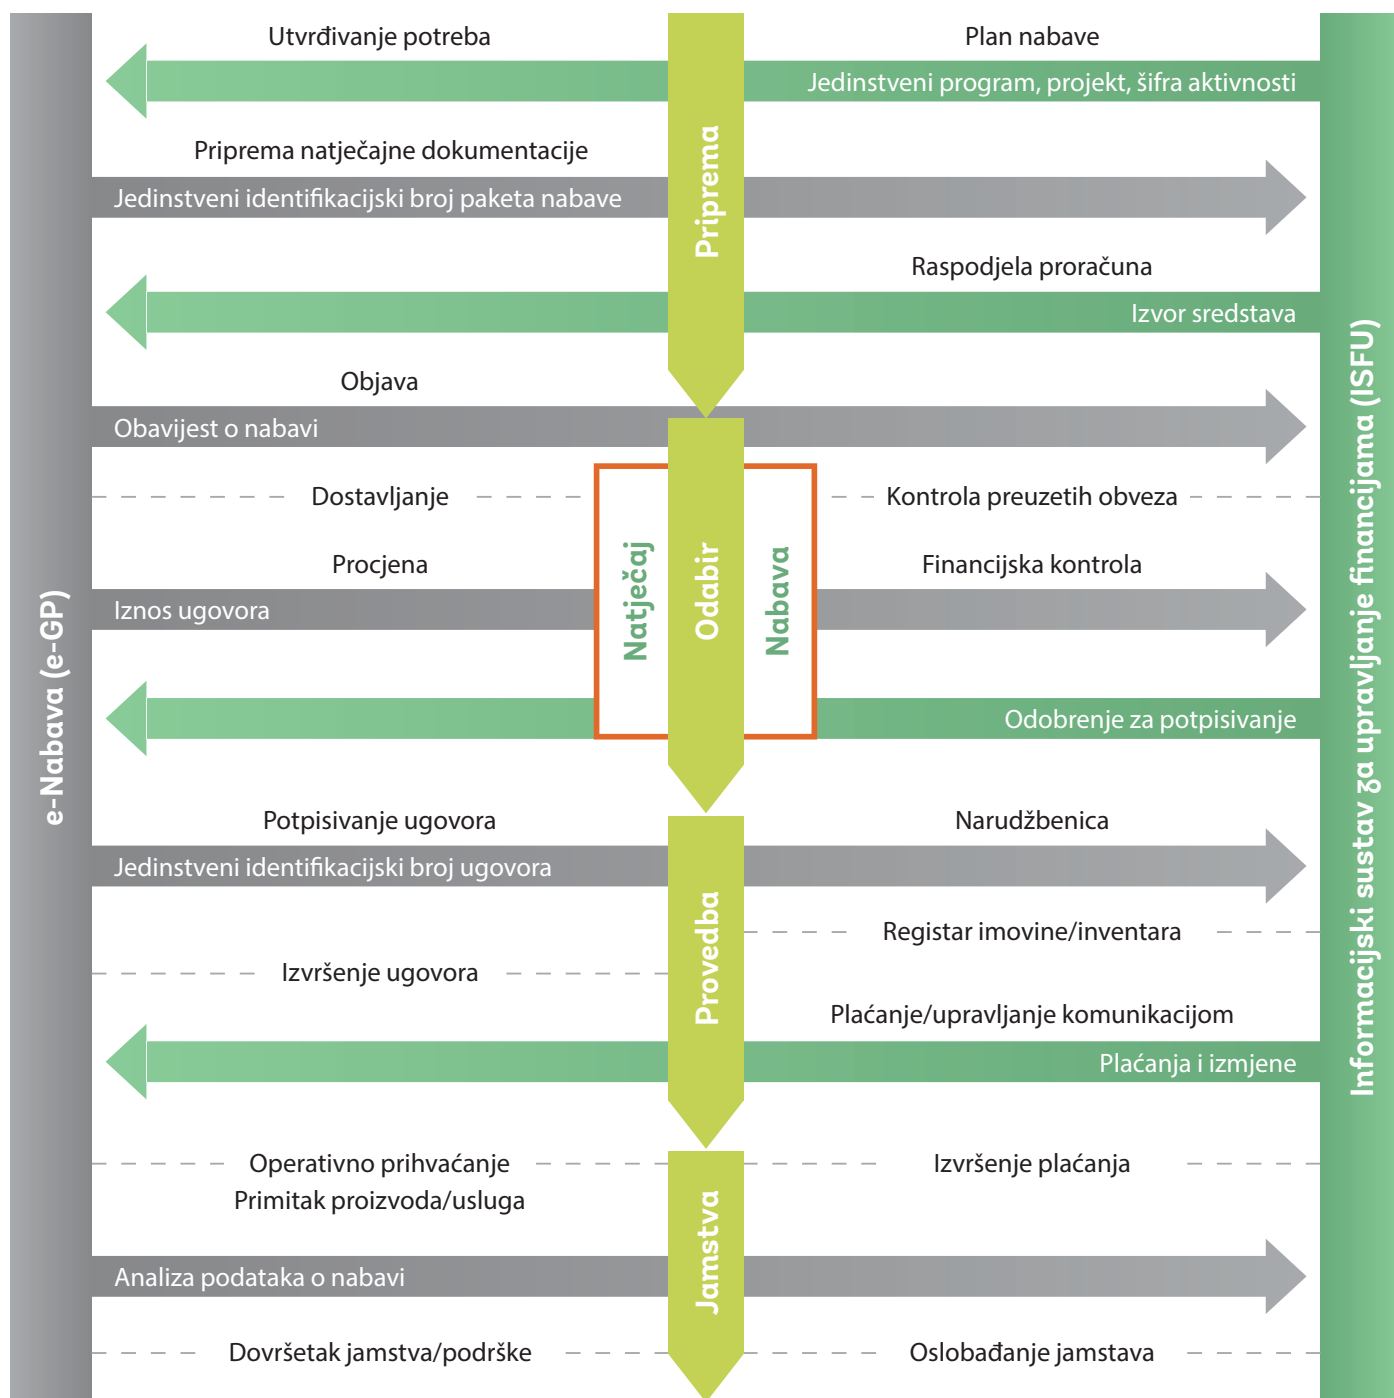 Utvrđivanje potreba
Plan nabave
Jedinstveni program, projekt, šifra aktivnosti
Priprema natječajne dokumentacije
Jedinstveni identifikacijski broj paketa nabave
Raspodjela proračuna
Izvor sredstava
Priprema
Objava
Obavijest o nabavi
Dostavljanje
Kontrola preuzetih obveza
Procjena
Financijska kontrola
Iznos ugovora
Natječaj
Odabir
Nabava
Odobrenje za potpisivanje
e-Nabava (e-GP)
Informacijski sustav za upravljanje financijama (ISFU)
Potpisivanje ugovora
Narudžbenica
Jedinstveni identifikacijski broj ugovora
Registar imovine/inventara
Izvršenje ugovora
Provedba
Plaćanje/upravljanje komunikacijom
Plaćanja i izmjene
Operativno prihvaćanje
Primitak proizvoda/usluga
Izvršenje plaćanja
Jamstva
Analiza podataka o nabavi
Dovršetak jamstva/podrške
Oslobađanje jamstava